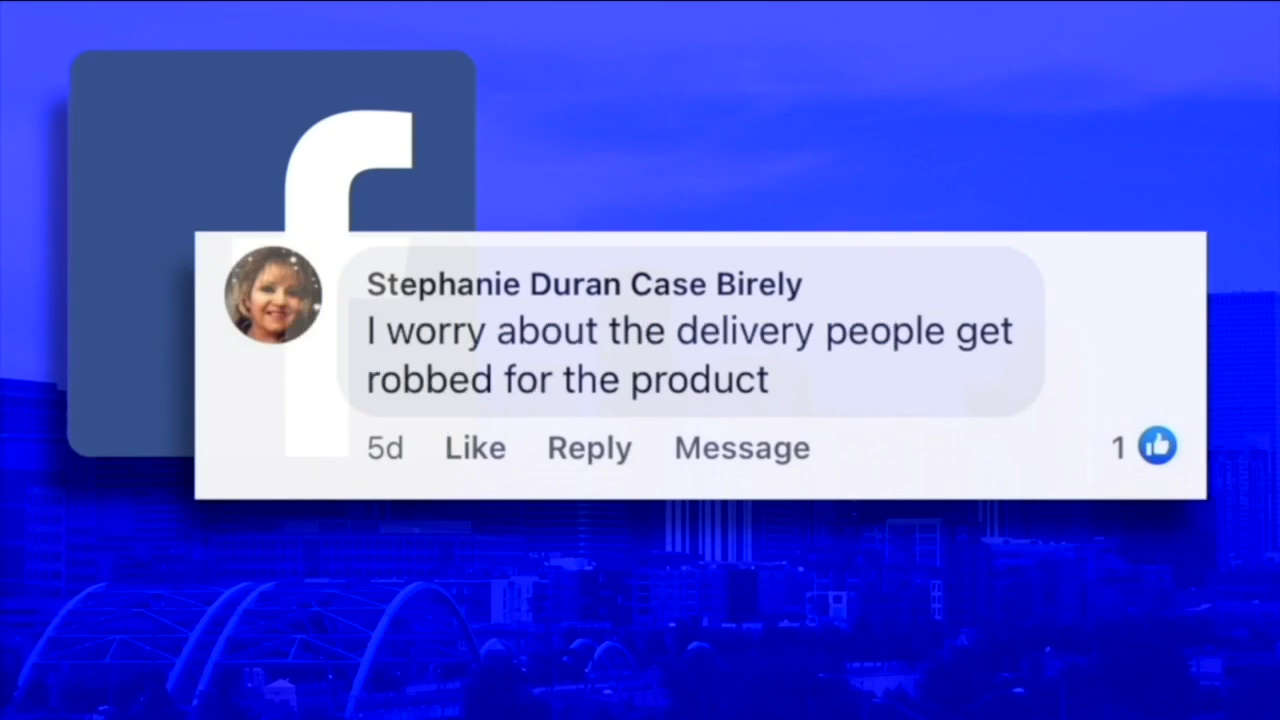 f
Stephanie Duran Case Birely
I worry about the delivery people get
robbed for the product
5d Like Reply Message 1